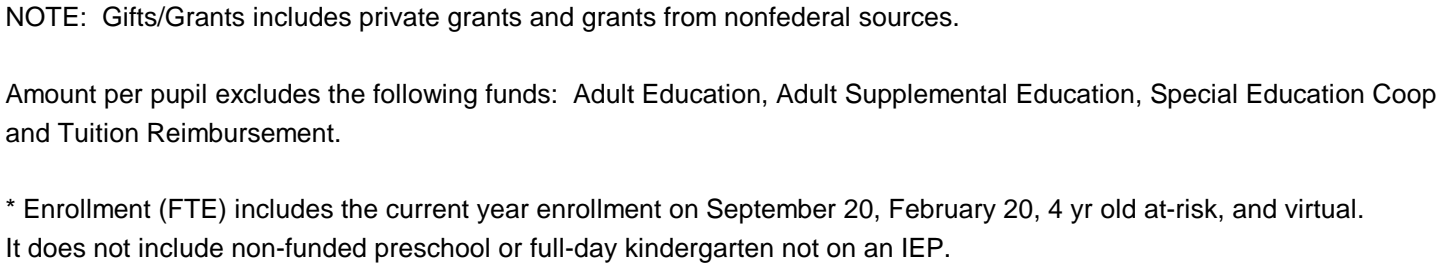 NOTE:  Gifts/Grants includes private grants and grants from nonfederal sources.
Amount per pupil excludes the following funds:  Adult Education, Adult Supplemental Education, Special Education Coop
and Tuition Reimbursement.
* Enrollment (FTE) includes the current year enrollment on September 20, February 20, 4 yr old at-risk, and virtual.
It does not include non-funded preschool or full-day kindergarten not on an IEP.